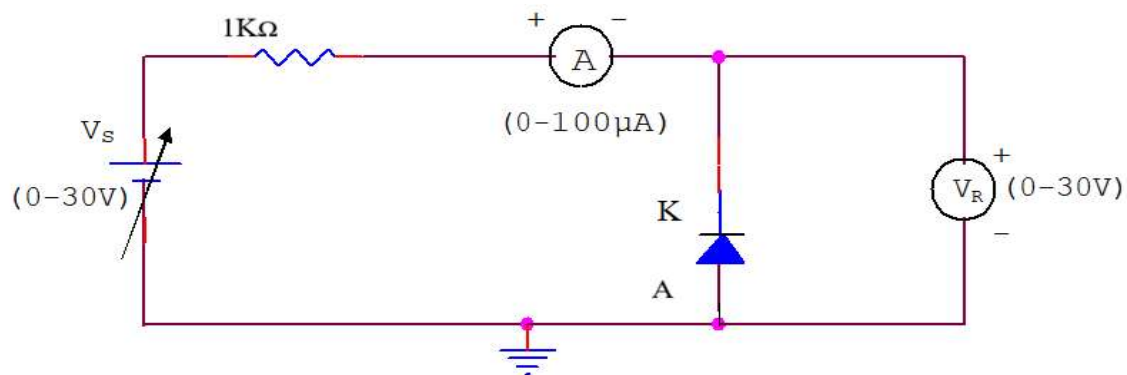 1KΩ
+ −
A
(0-100µA)
VS
(0-30V)
K
A
+
VR
(0-30V)
−